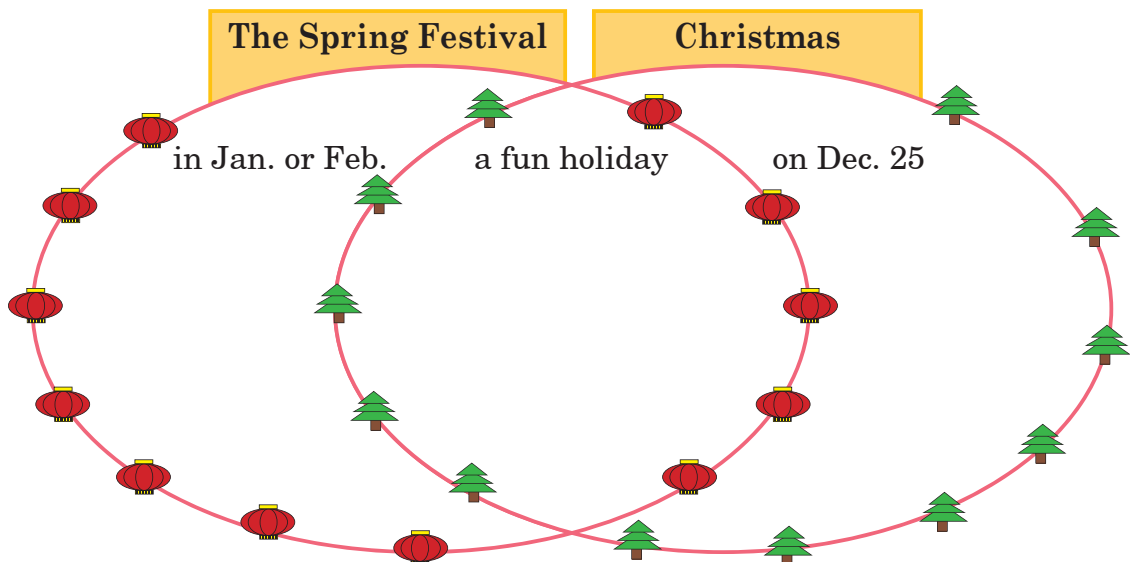 The Spring Festival
Christmas
in Jan. or Feb.
a fun holiday
on Dec. 25